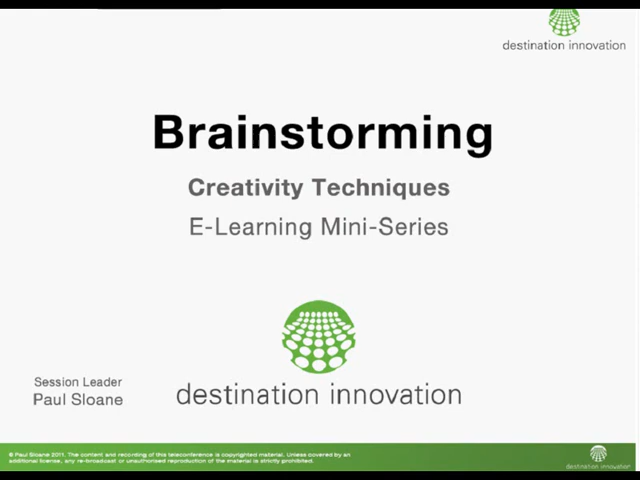 destination innovation
Brainstorming
Creativity Techniques
E-Learning Mini-Series
destination innovation
Session Leader
Paul Sloane
© Paul Sloane 2011. The content and recording of this teleconference is copyrighted material. Unless covered by an
additional license, any re-broadcast or unauthorised reproduction of the material is strictly prohibited.
destination innovation